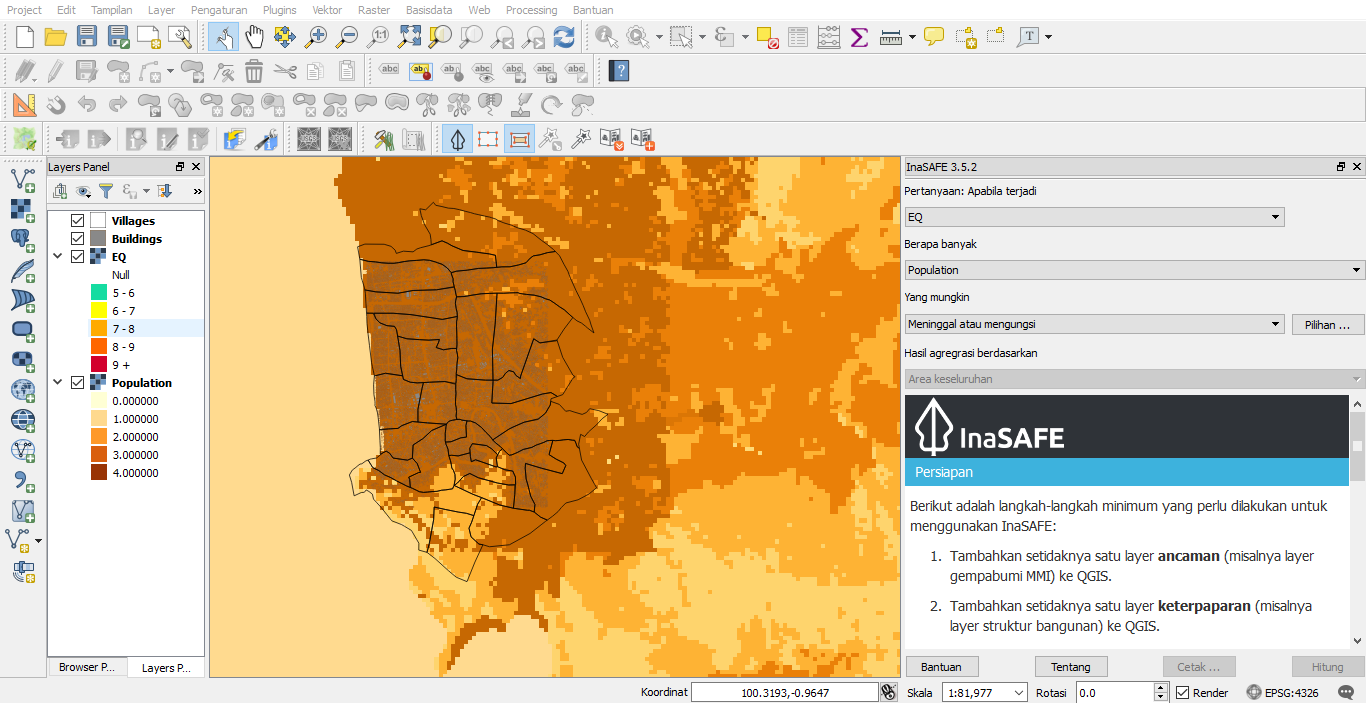 Project Edit Tampilan Layer Pengaturan Plugins Vektor Raster Basisdata Web Processing Bantuan
Layers Panel
Villages
Buildings
EQ
Null
5 - 6
6 - 7
7 - 8
8 - 9
9 +
Population
0.000000
1.000000
2.000000
3.000000
4.000000
Browser P...
Layers P...
InaSAFE 3.5.2
Pertanyaan: Apabila terjadi
EQ
Berapa banyak
Population
Yang mungkin
Meninggal atau mengungsi
Pilihan ...
Hasil agregrasi berdasarkan
Area keseluruhan
InaSAFE
Persiapan
Berikut adalah langkah-langkah minimum yang perlu dilakukan untuk
menggunakan InaSAFE:
1. Tambahkan setidaknya satu layer ancaman (misalnya layer
gempabumi MMI) ke QGIS.
2. Tambahkan setidaknya satu layer keterpaparan (misalnya
layer struktur bangunan) ke QGIS.
Bantuan Tentang Cetak ... Hitung
Koordinat 100.3193,-0.9647 Skala 1:81,977 Rotasi 0.0 Render EPSG:4326